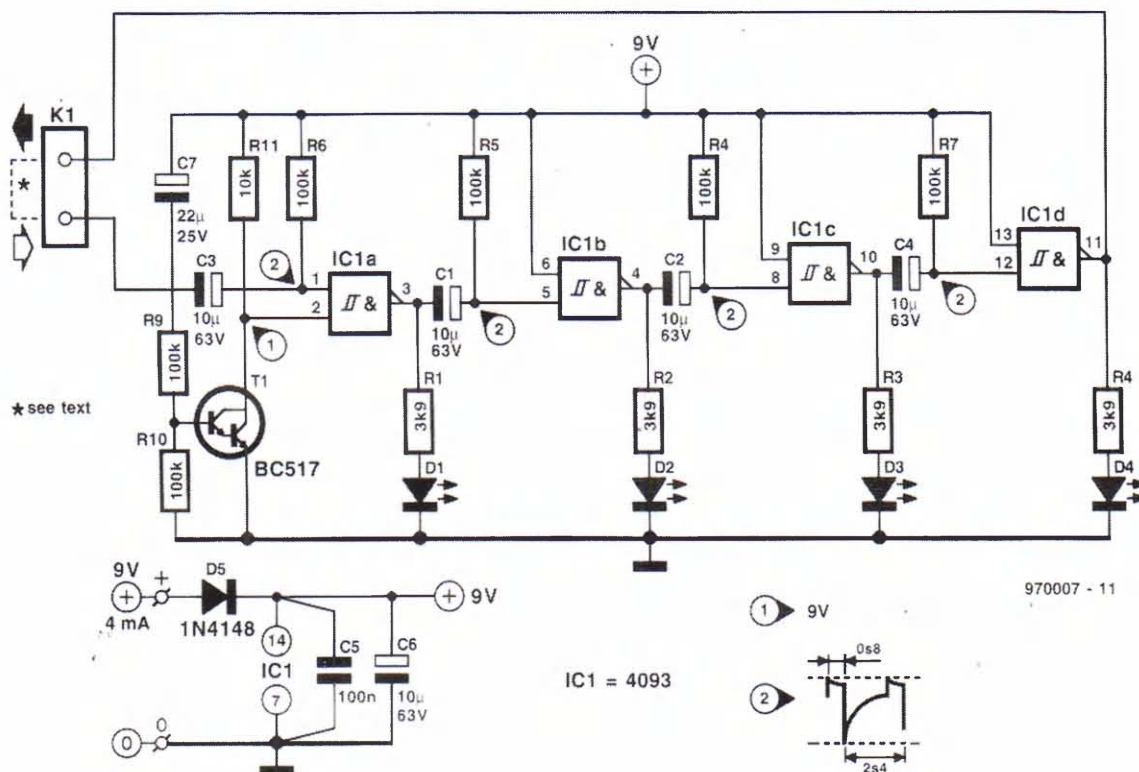 9V
+
K1
*
C7
22µ
25V
R11
10k
R6
100k
R5
100k
R4
100k
R7
100k
C3
10µ
63V
2
1
2
IC1a
&
3
1
C1
10µ
63V
2
6
5
IC1b
&
4
C2
10µ
63V
2
9
8
IC1c
&
10
C4
10µ
63V
2
13
12
IC1d
&
11
R9
100k
R10
100k
T1
BC517
* see text
R1
3k9
D1
R2
3k9
D2
R3
3k9
D3
R4
3k9
D4
9V
+
+
4 mA
D5
1N4148
14
IC1
7
C5
100n
C6
10µ
63V
+
9V
0
0
IC1 = 4093
970007 - 11
1
9V
2
0s8
2s4